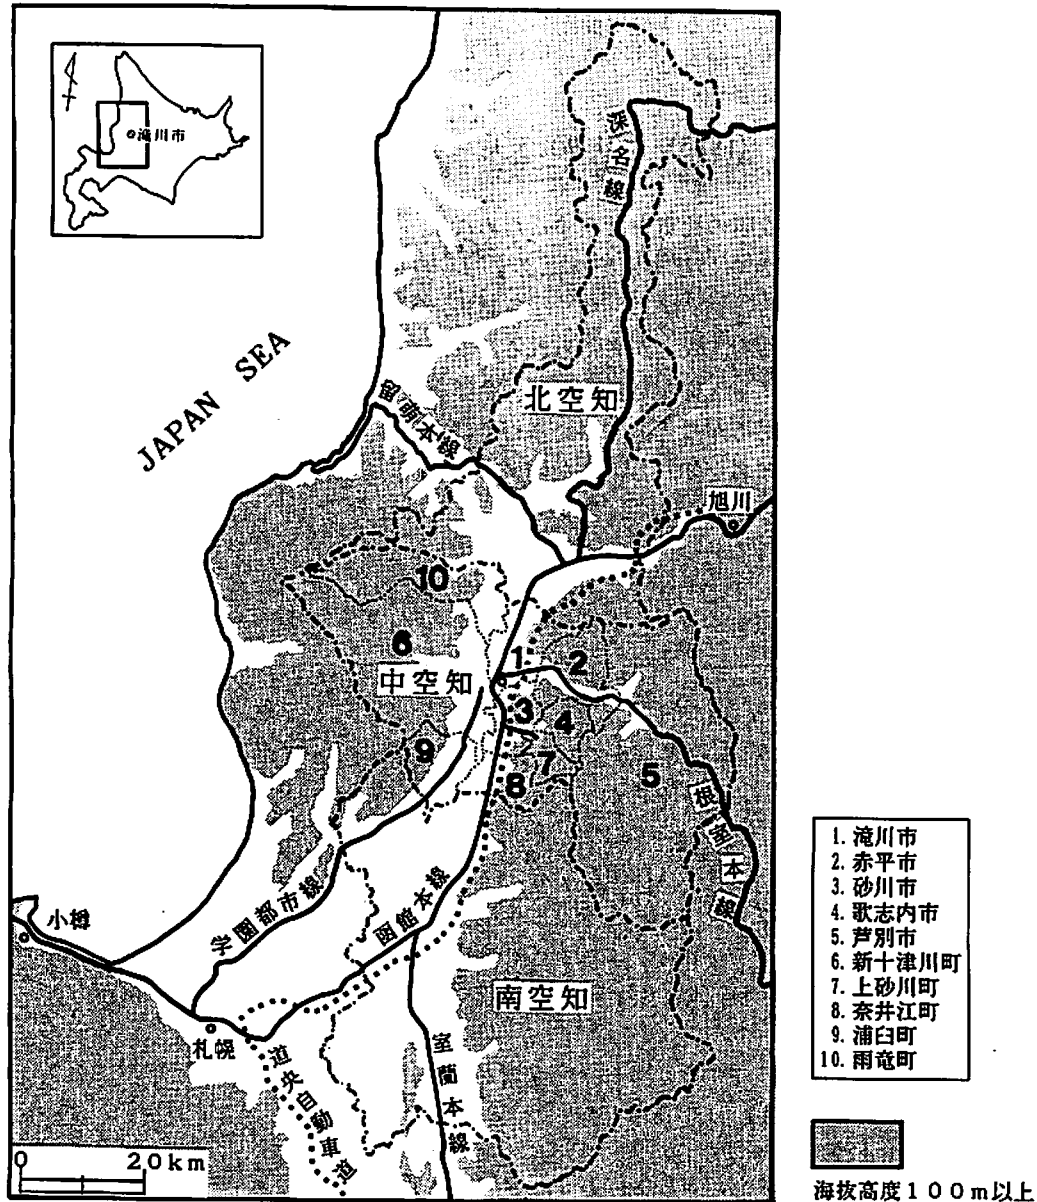 滝川市
深名線
JAPAN SEA
留萌本線
北空知
旭川
10
6
1
2
中空知
3
4
9
7
5
8
根室本線
学園都市線
函館本線
小樽
南空知
札幌
道央自動車道
室蘭本線
0 20km
1. 滝川市
2. 赤平市
3. 砂川市
4. 歌志内市
5. 芦別市
6. 新十津川町
7. 上砂川町
8. 奈井江町
9. 浦臼町
10. 雨竜町
海抜高度100m以上